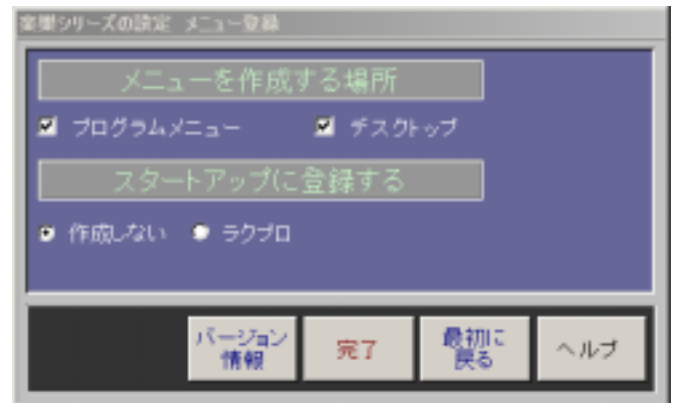 楽樂シリーズの設定 メニュー登録
メニューを作成する場所
プログラムメニュー デスクトップ
スタートアップに登録する
作成しない ラクプロ
バージョン
情報
完了
最初に
戻る
ヘルプ